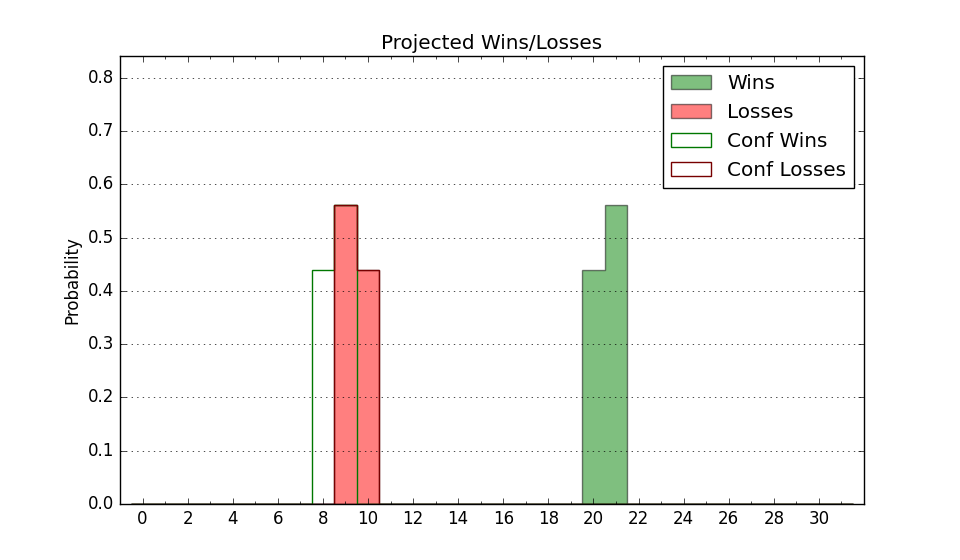 Projected Wins/Losses
Wins
Losses
Conf Wins
Conf Losses
Probability
0.8
0.7
0.6
0.5
0.4
0.3
0.2
0.1
0.0
0 2 4 6 8 10 12 14 16 18 20 22 24 26 28 30